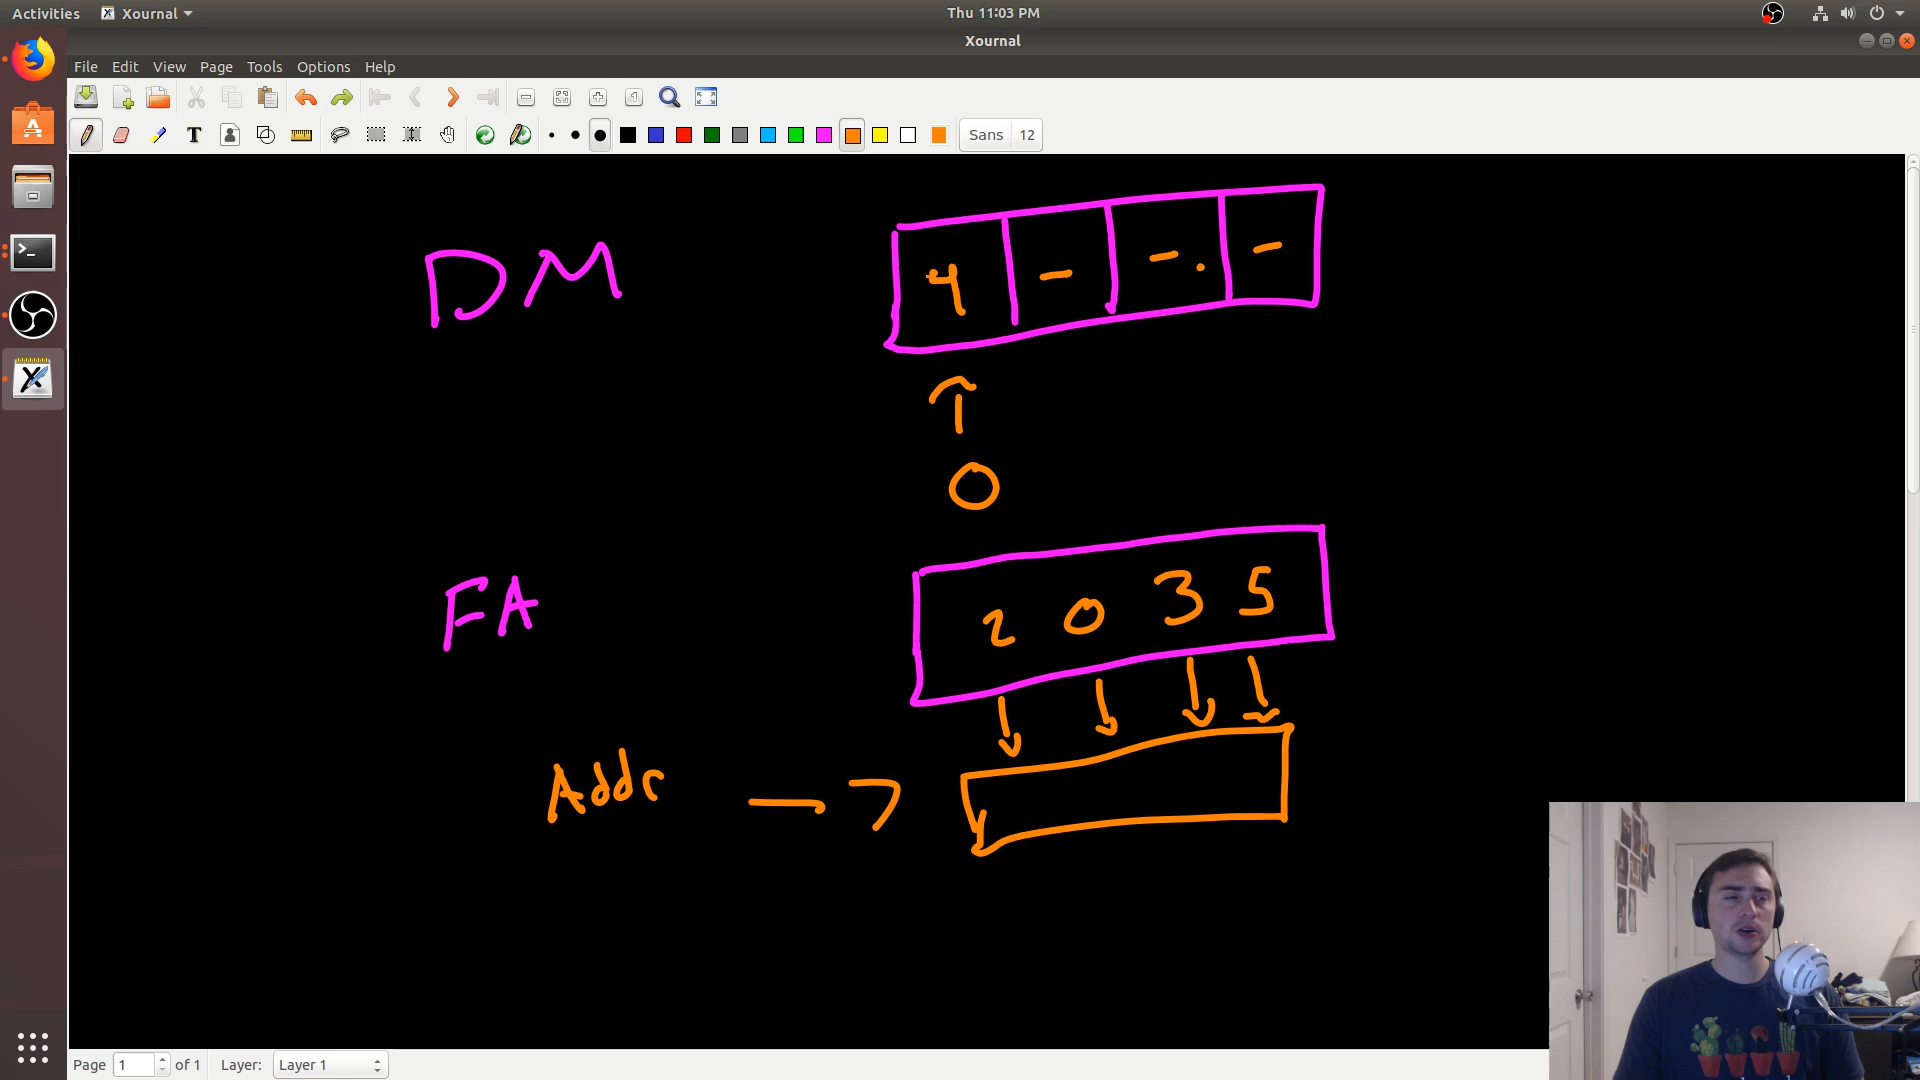 Activities Xournal Thu 11:03 PM
Xournal
File Edit View Page Tools Options Help
T Sans 12
DM 4 - -. -
↑
0
FA 2 0 3 5
Addr → 
Page 1 of 1 Layer: Layer 1